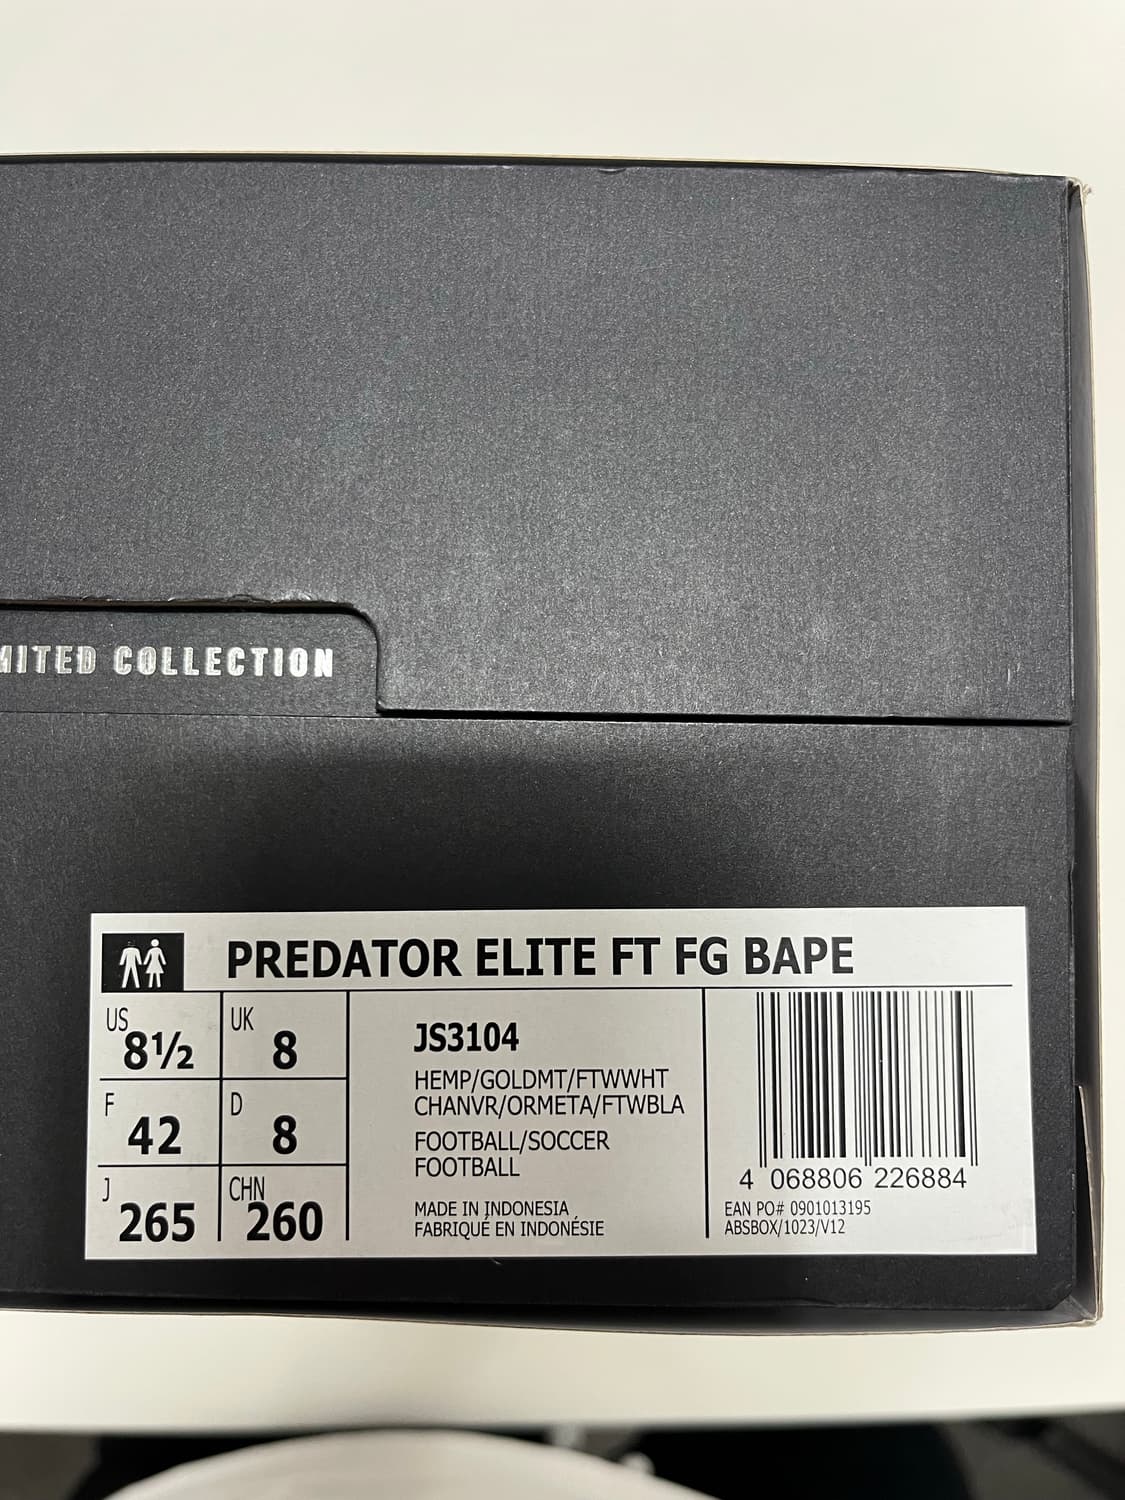 MITED COLLECTION
PREDATOR ELITE FT FG BAPE
US 8½
UK 8
F 42
D 8
J 265
CHN 260
JS3104
HEMP/GOLDMT/FTWWHT
CHANVR/ORMETA/FTWBLA
FOOTBALL/SOCCER
FOOTBALL
MADE IN INDONESIA
FABRIQUÉ EN INDONÉSIE
4 068806 226884
EAN PO# 0901013195
ABSBOX/1023/V12